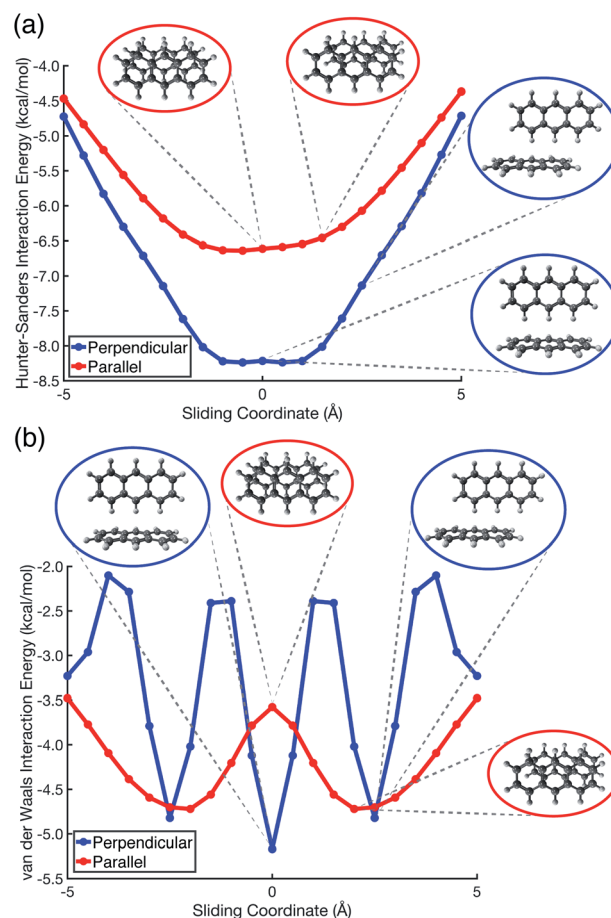 (a)
Hunter-Sanders Interaction Energy (kcal/mol)
-4.0
-4.5
-5.0
-5.5
-6.0
-6.5
-7.0
-7.5
-8.0
-8.5
Perpendicular
Parallel
-5
0
5
Sliding Coordinate (Å)
(b)
van der Waals Interaction Energy (kcal/mol)
-2.0
-2.5
-3.0
-3.5
-4.0
-4.5
-5.0
-5.5
Perpendicular
Parallel
-5
0
5
Sliding Coordinate (Å)